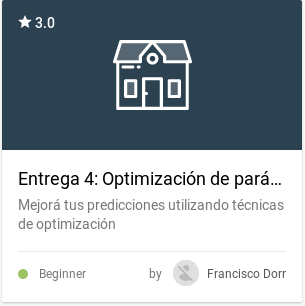 ★ 3.0
Entrega 4: Optimización de pará...
Mejorá tus predicciones utilizando técnicas
de optimización
Beginner by Francisco Dorr